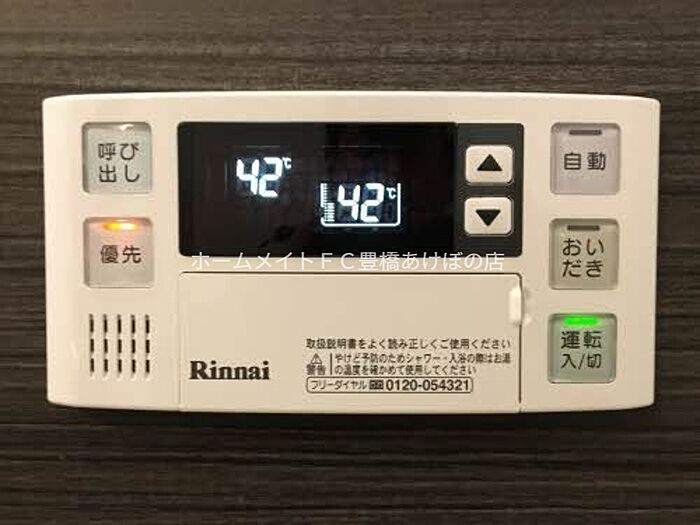 呼び
出し
42℃
42℃
▲
▼
自動
優先
おい
だき
ホームメイトＦＣ豊橋あけぼの店
運転
入/切
Rinnai
取扱説明書をよく読み正しくご使用ください
⚠ やけど予防のためシャワー・入浴の際はお湯
警告 の温度を確かめて使用してください
フリーダイヤル 0120-054321